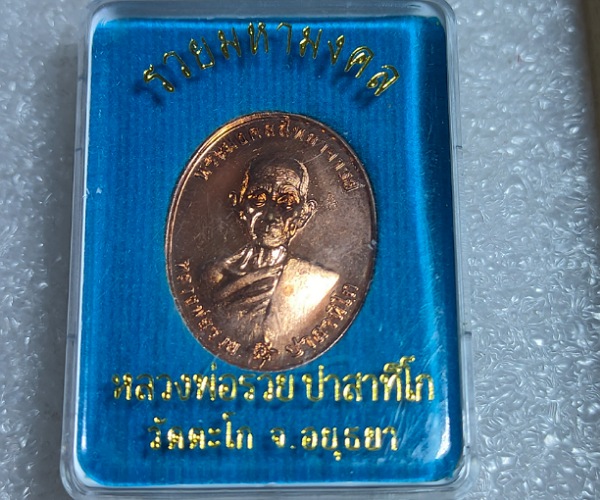 รวยมหามงคล
หลวงพ่อรวย ปาสาทิโก
วัดตะโก จ.อยุธยา